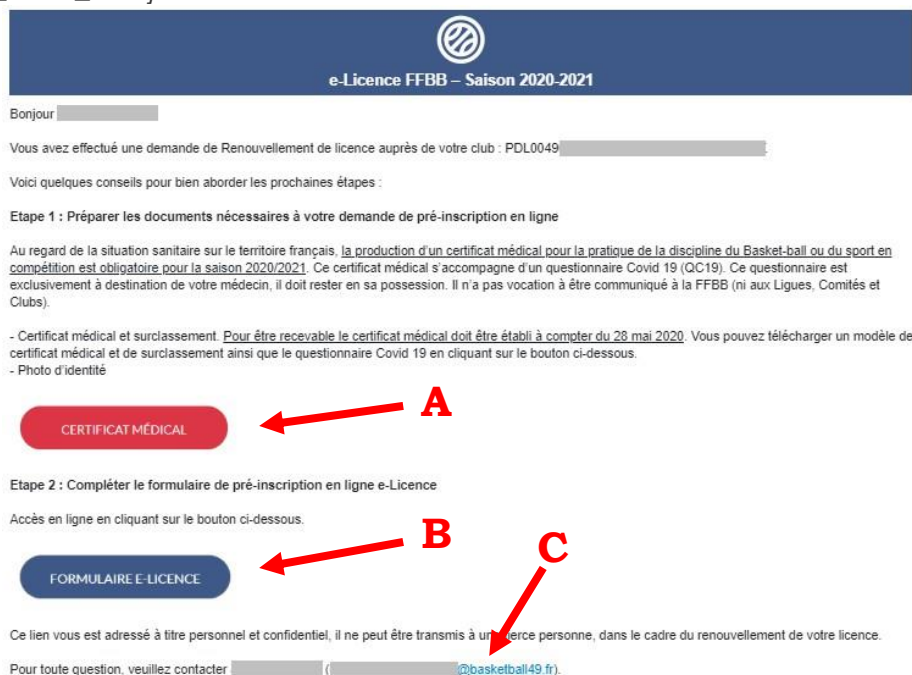 e-Licence FFBB – Saison 2020-2021
Bonjour
Vous avez effectué une demande de Renouvellement de licence auprès de votre club : PDL0049
Voici quelques conseils pour bien aborder les prochaines étapes :
Etape 1 : Préparer les documents nécessaires à votre demande de pré-inscription en ligne
Au regard de la situation sanitaire sur le territoire français, la production d'un certificat médical pour la pratique de la discipline du Basket-ball ou du sport en
compétition est obligatoire pour la saison 2020/2021. Ce certificat médical s'accompagne d'un questionnaire Covid 19 (QC19). Ce questionnaire est
exclusivement à destination de votre médecin, il doit rester en sa possession. Il n'a pas vocation à être communiqué à la FFBB (ni aux Ligues, Comités et
Clubs).
- Certificat médical et surclassement. Pour être recevable le certificat médical doit être établi à compter du 28 mai 2020. Vous pouvez télécharger un modèle de
certificat médical et de surclassement ainsi que le questionnaire Covid 19 en cliquant sur le bouton ci-dessous.
- Photo d'identité
A
CERTIFICAT MÉDICAL
Etape 2 : Compléter le formulaire de pré-inscription en ligne e-Licence
Accès en ligne en cliquant sur le bouton ci-dessous.
B
C
FORMULAIRE E-LICENCE
Ce lien vous est adressé à titre personnel et confidentiel, il ne peut être transmis à une tierce personne, dans le cadre du renouvellement de votre licence.
Pour toute question, veuillez contacter ( @basketball49.fr).